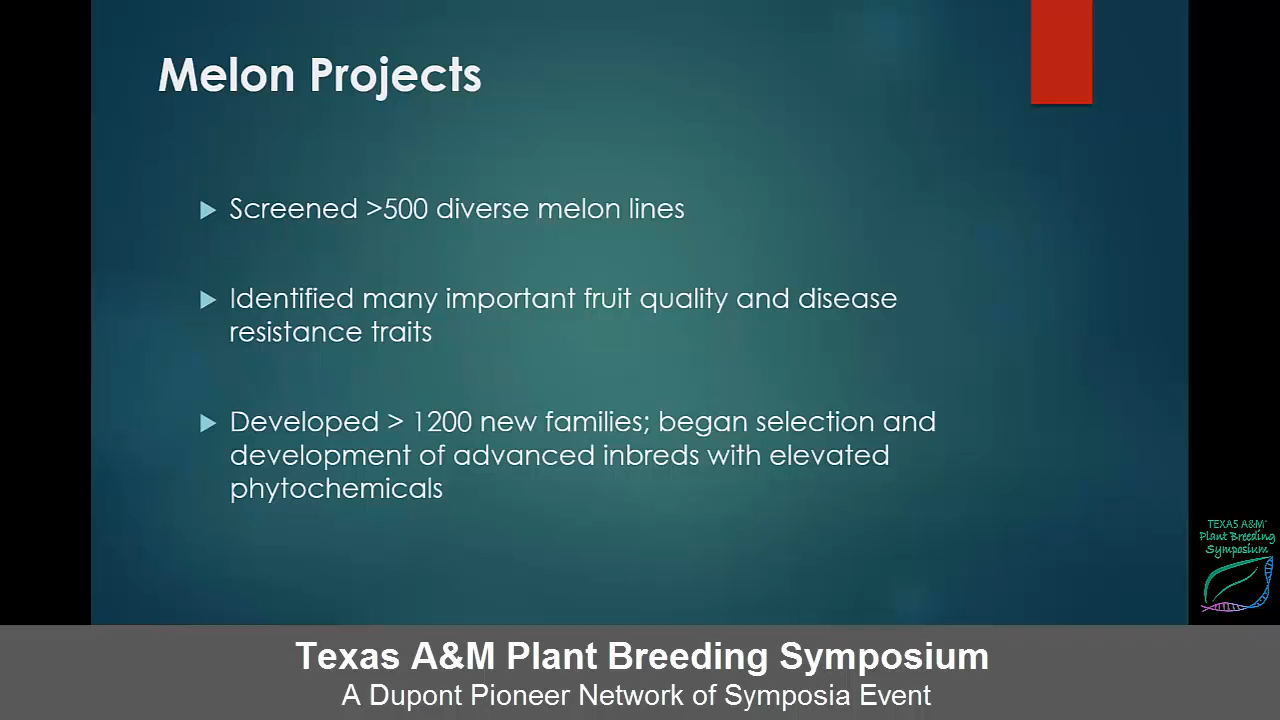 Melon Projects
Screened >500 diverse melon lines
Identified many important fruit quality and disease
resistance traits
Developed > 1200 new families; began selection and
development of advanced inbreds with elevated
phytochemicals
TEXAS A&M
Plant Breeding
Symposium
Texas A&M Plant Breeding Symposium
A Dupont Pioneer Network of Symposia Event